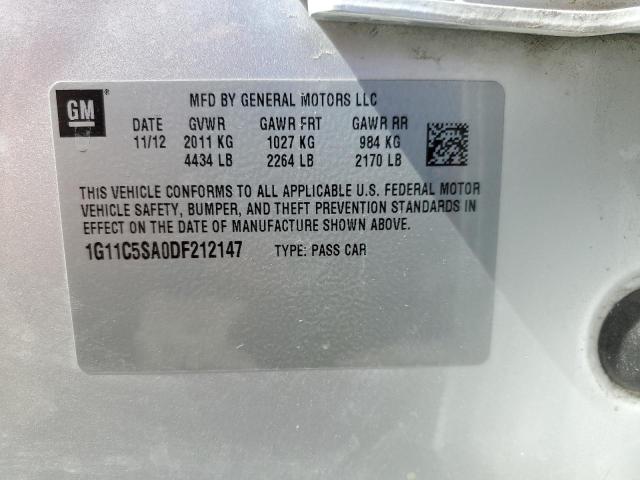 GM
MFD BY GENERAL MOTORS LLC
DATE GVWR GAWR FRT GAWR RR
11/12 2011 KG 1027 KG 984 KG
4434 LB 2264 LB 2170 LB
THIS VEHICLE CONFORMS TO ALL APPLICABLE U.S. FEDERAL MOTOR
VEHICLE SAFETY, BUMPER, AND THEFT PREVENTION STANDARDS IN
EFFECT ON THE DATE OF MANUFACTURE SHOWN ABOVE.
1G11C5SA0DF212147 TYPE: PASS CAR